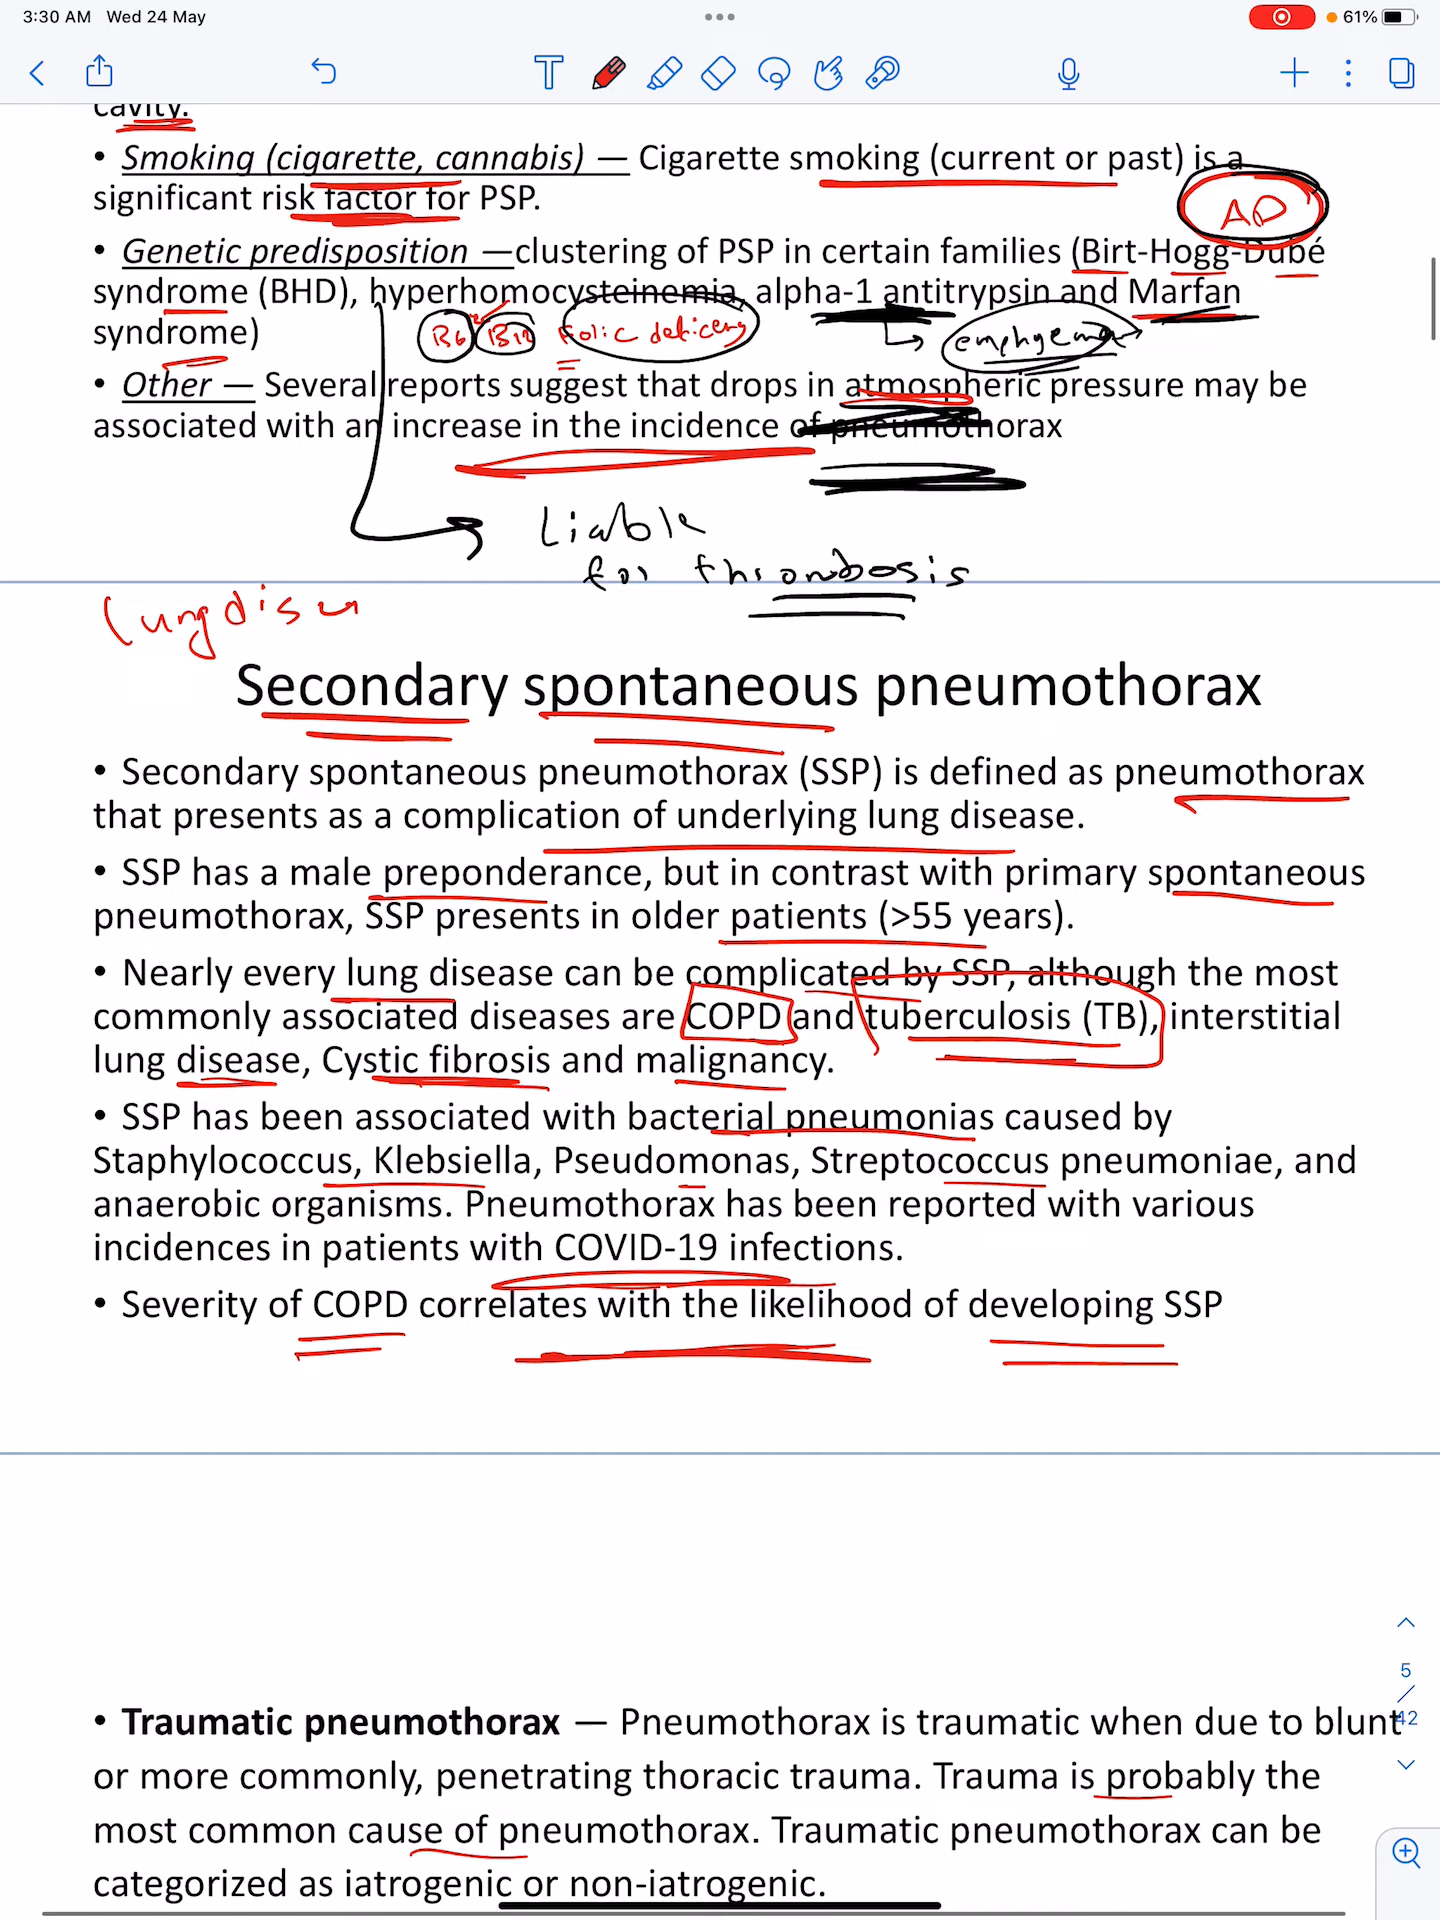 3:30 AM Wed 24 May
61%
cavity.
• Smoking (cigarette, cannabis) — Cigarette smoking (current or past) is a
significant risk factor for PSP.
AD
• Genetic predisposition —clustering of PSP in certain families (Birt-Hogg-Dubé
syndrome (BHD), hyperhomocysteinemia, alpha-1 antitrypsin and Marfan
syndrome)
B6 B12 Folic
• Other — Several reports suggest that drops in atmospheric pressure may be
associated with an increase in the incidence of pneumothorax
Liable
for thrombosis
Lung
Secondary spontaneous pneumothorax
• Secondary spontaneous pneumothorax (SSP) is defined as pneumothorax
that presents as a complication of underlying lung disease.
• SSP has a male preponderance, but in contrast with primary spontaneous
pneumothorax, SSP presents in older patients (>55 years).
• Nearly every lung disease can be complicated by SSP, although the most
commonly associated diseases are COPD and tuberculosis (TB), interstitial
lung disease, Cystic fibrosis and malignancy.
• SSP has been associated with bacterial pneumonias caused by
Staphylococcus, Klebsiella, Pseudomonas, Streptococcus pneumoniae, and
anaerobic organisms. Pneumothorax has been reported with various
incidences in patients with COVID-19 infections.
• Severity of COPD correlates with the likelihood of developing SSP
5
/
42
• Traumatic pneumothorax — Pneumothorax is traumatic when due to blunt
or more commonly, penetrating thoracic trauma. Trauma is probably the
most common cause of pneumothorax. Traumatic pneumothorax can be
categorized as iatrogenic or non-iatrogenic.